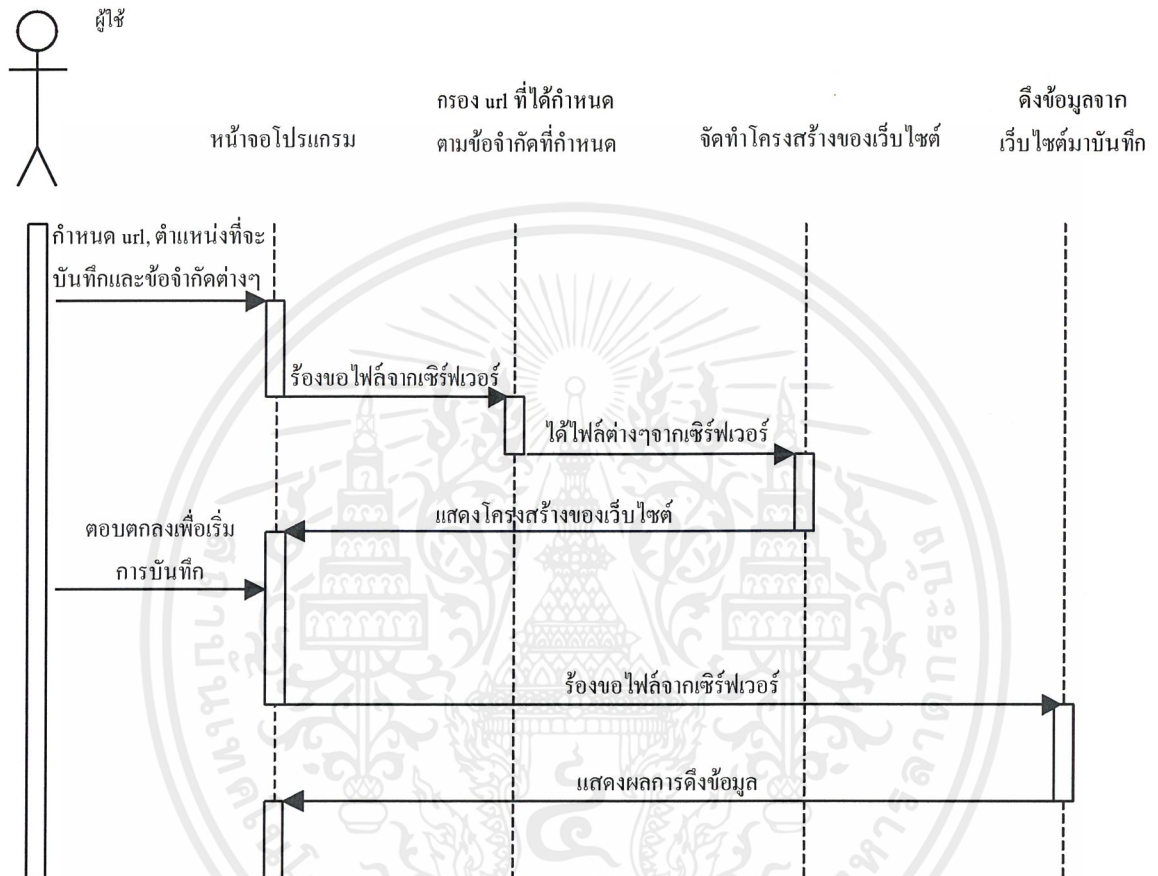 ผู้ใช้
กรอง url ที่ได้กำหนด
ดึงข้อมูลจาก
หน้าจอโปรแกรม
ตามข้อจำกัดที่กำหนด
จัดทำโครงสร้างของเว็บไซต์
เว็บไซต์มาบันทึก
กำหนด url, ตำแหน่งที่จะ
บันทึกและข้อจำกัดต่างๆ
ร้องขอไฟล์จากเซิร์ฟเวอร์
ได้ไฟล์ต่างๆจากเซิร์ฟเวอร์
แสดงโครงสร้างของเว็บไซต์
ตอบตกลงเพื่อเริ่ม
การบันทึก
ร้องขอไฟล์จากเซิร์ฟเวอร์
แสดงผลการดึงข้อมูล